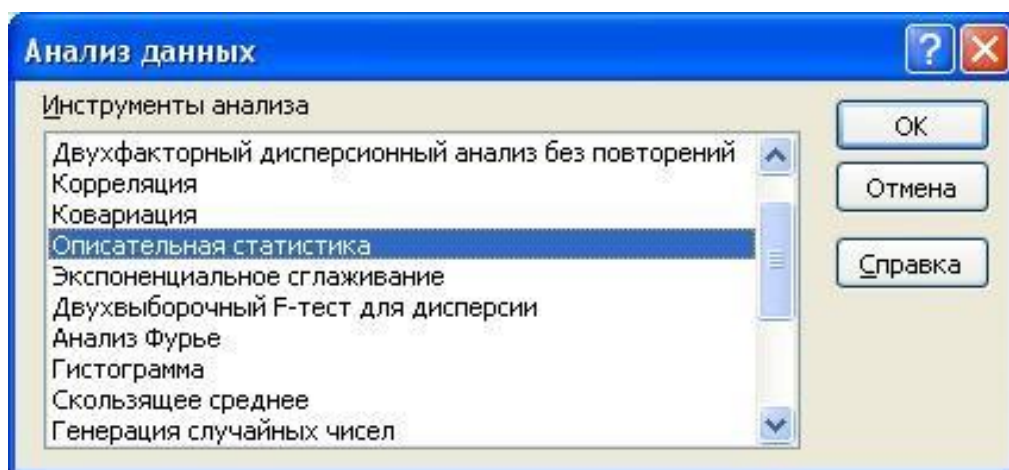 Анализ данных
Инструменты анализа
Двухфакторный дисперсионный анализ без повторений
Корреляция
Ковариация
Описательная статистика
Экспоненциальное сглаживание
Двухвыборочный F-тест для дисперсии
Анализ Фурье
Гистограмма
Скользящее среднее
Генерация случайных чисел
ОК
Отмена
Справка